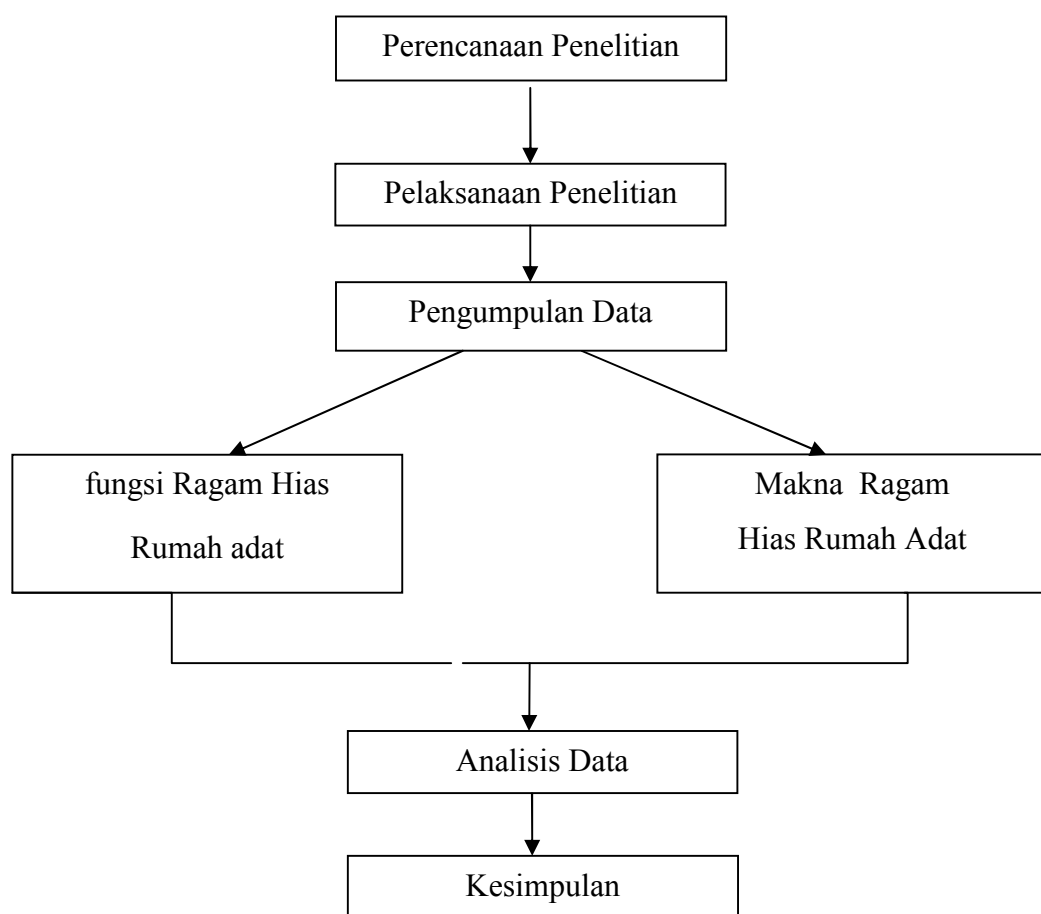 Perencanaan Penelitian
Pelaksanaan Penelitian
Pengumpulan Data
fungsi Ragam Hias
Rumah adat
Makna Ragam
Hias Rumah Adat
Analisis Data
Kesimpulan